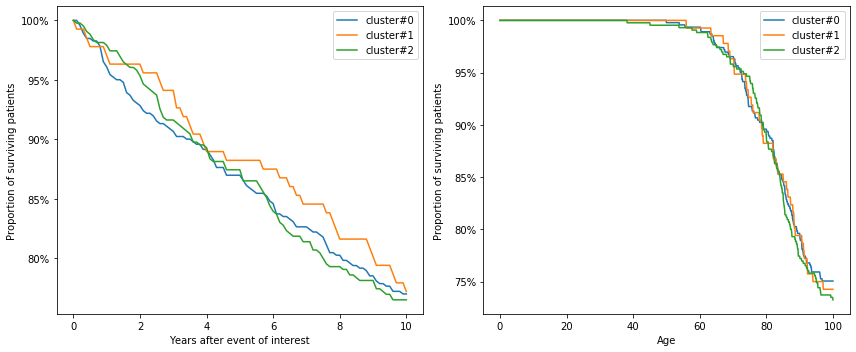 100%
95%
90%
85%
80%
Proportion of surviving patients
0
2
4
6
8
10
Years after event of interest
cluster#0
cluster#1
cluster#2
100%
95%
90%
85%
80%
75%
Proportion of surviving patients
0
20
40
60
80
100
Age
cluster#0
cluster#1
cluster#2